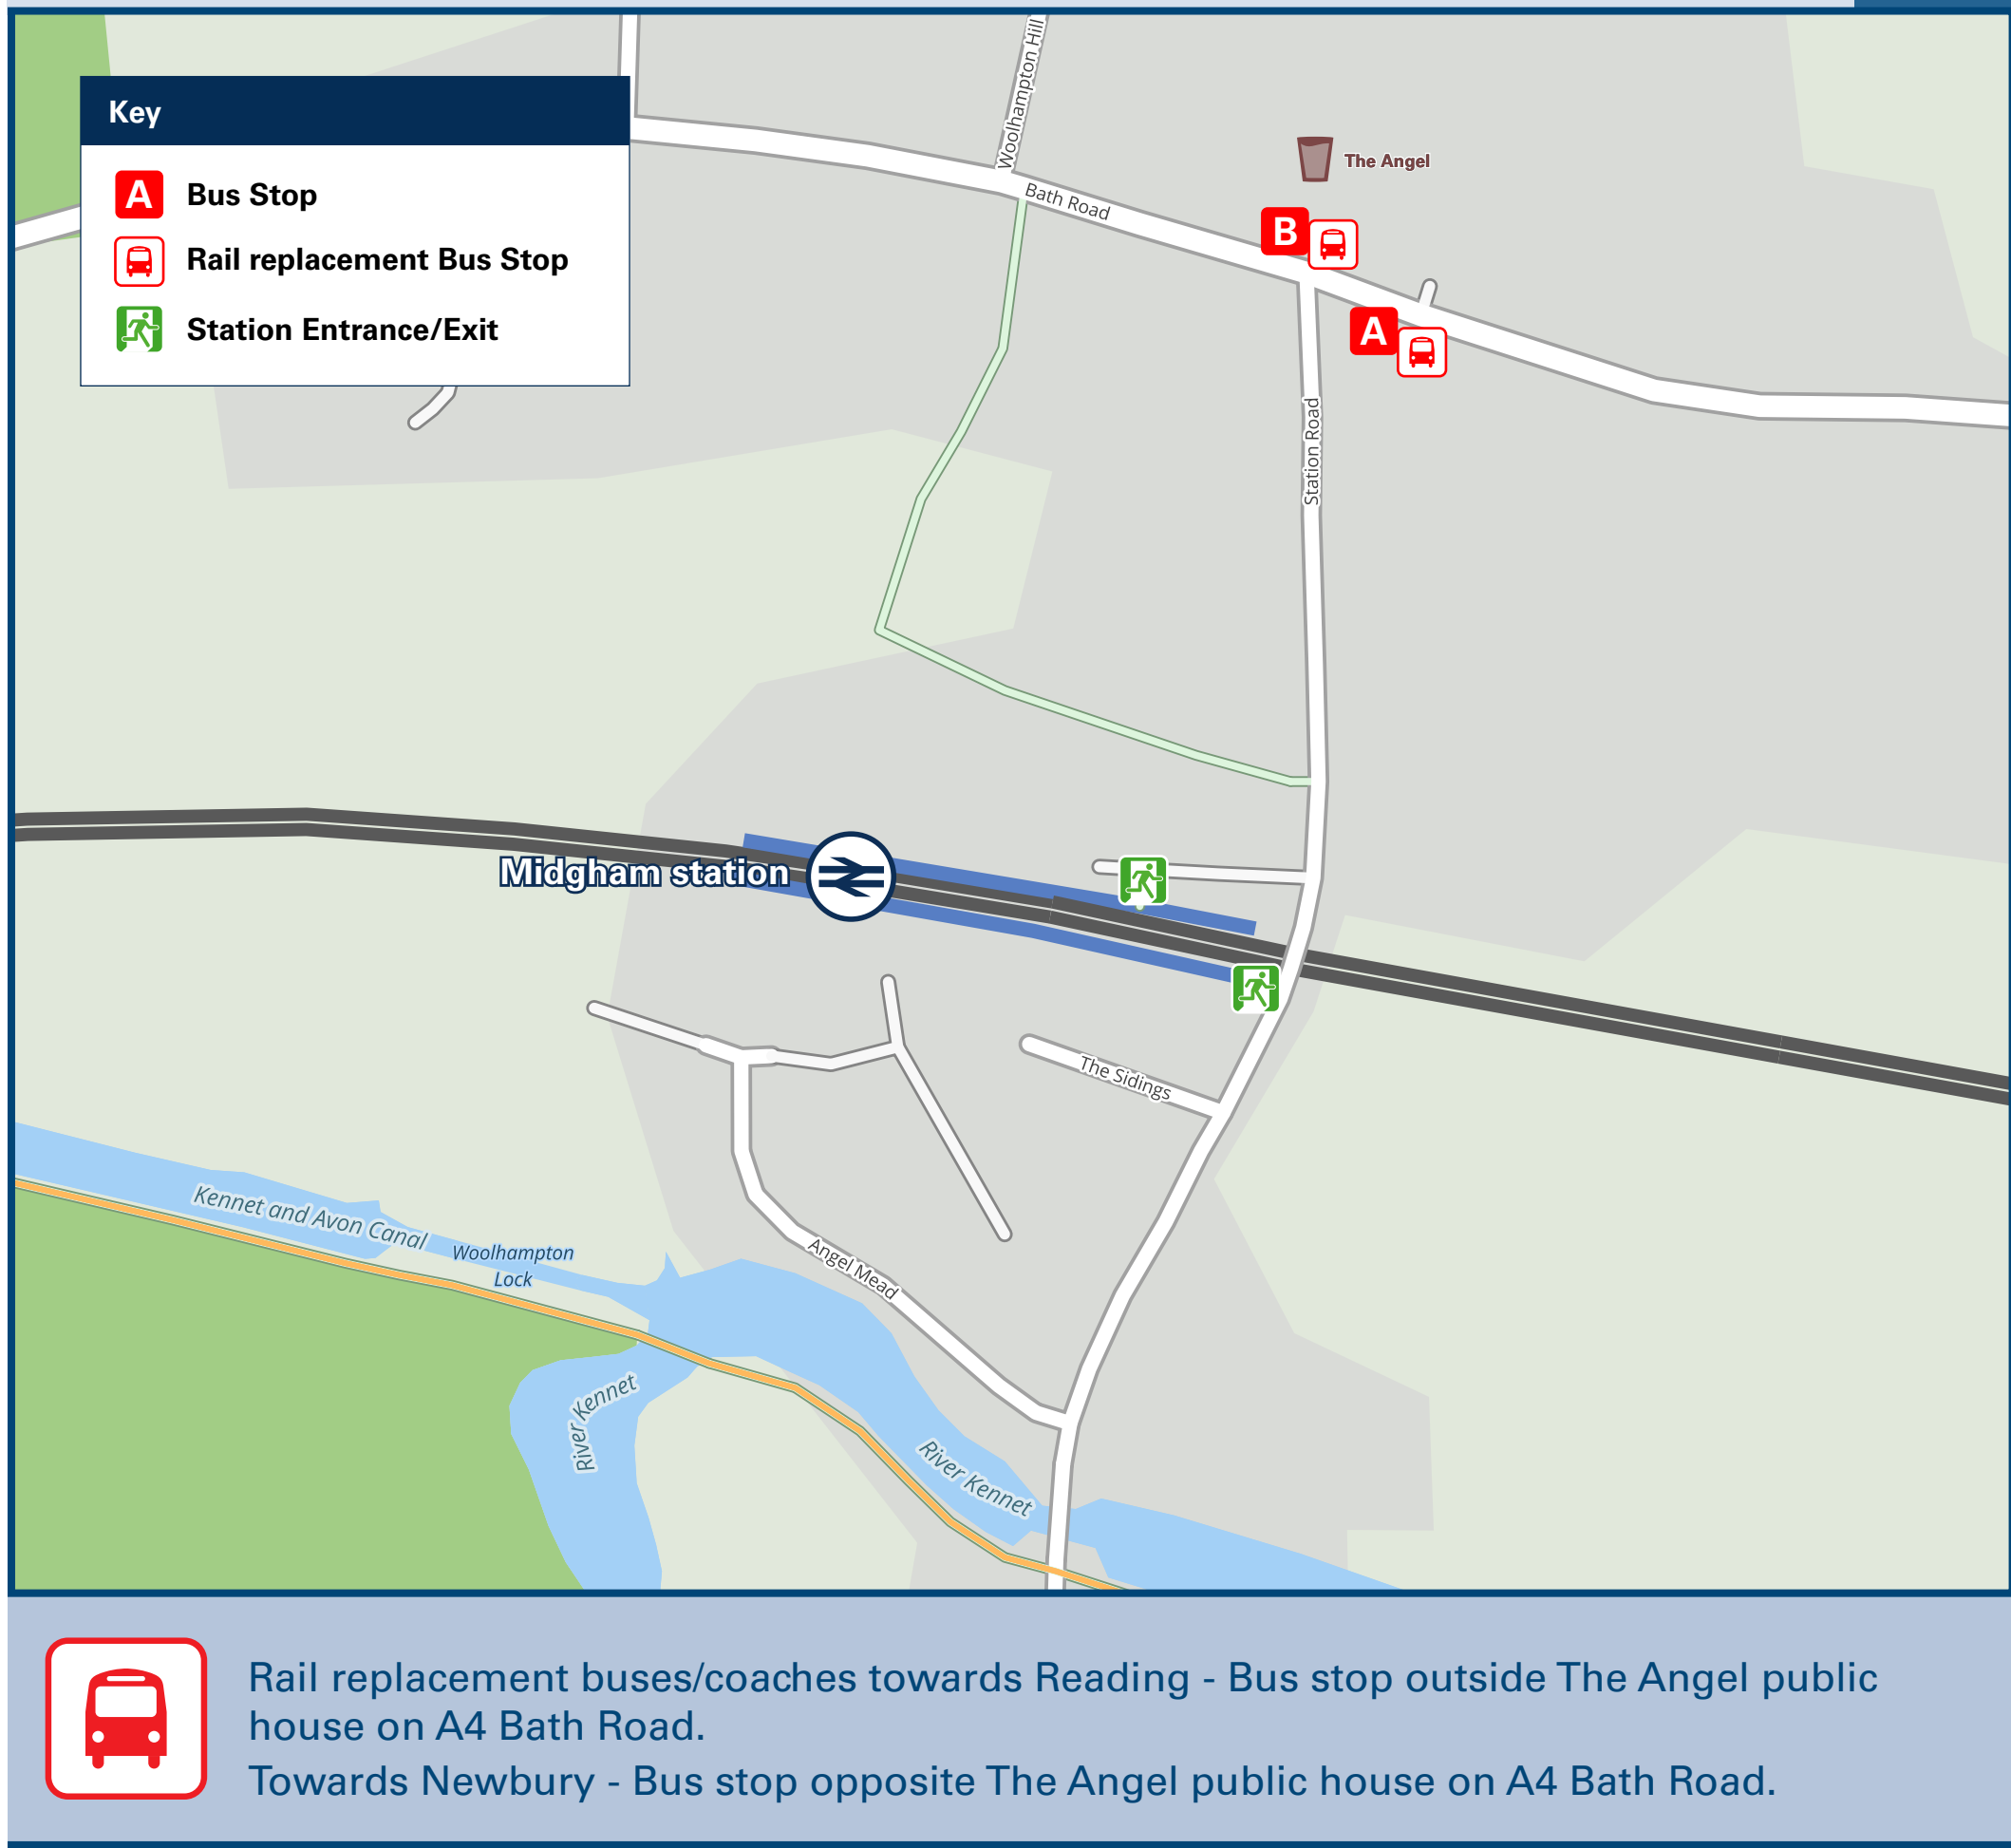 Key
A Bus Stop
Rail replacement Bus Stop
Station Entrance/Exit
Woolhampton Hill
Bath Road
The Angel
B
A
Station Road
Midgham station
The Sidings
Kennet and Avon Canal
Woolhampton
Lock
Angel Mead
River Kennet
River Kennet
Rail replacement buses/coaches towards Reading - Bus stop outside The Angel public
house on A4 Bath Road.
Towards Newbury - Bus stop opposite The Angel public house on A4 Bath Road.